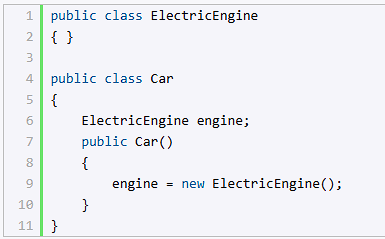 1 public class ElectricEngine
2 { }
3
4 public class Car
5 {
6     ElectricEngine engine;
7     public Car()
8     {
9         engine = new ElectricEngine();
10     }
11 }